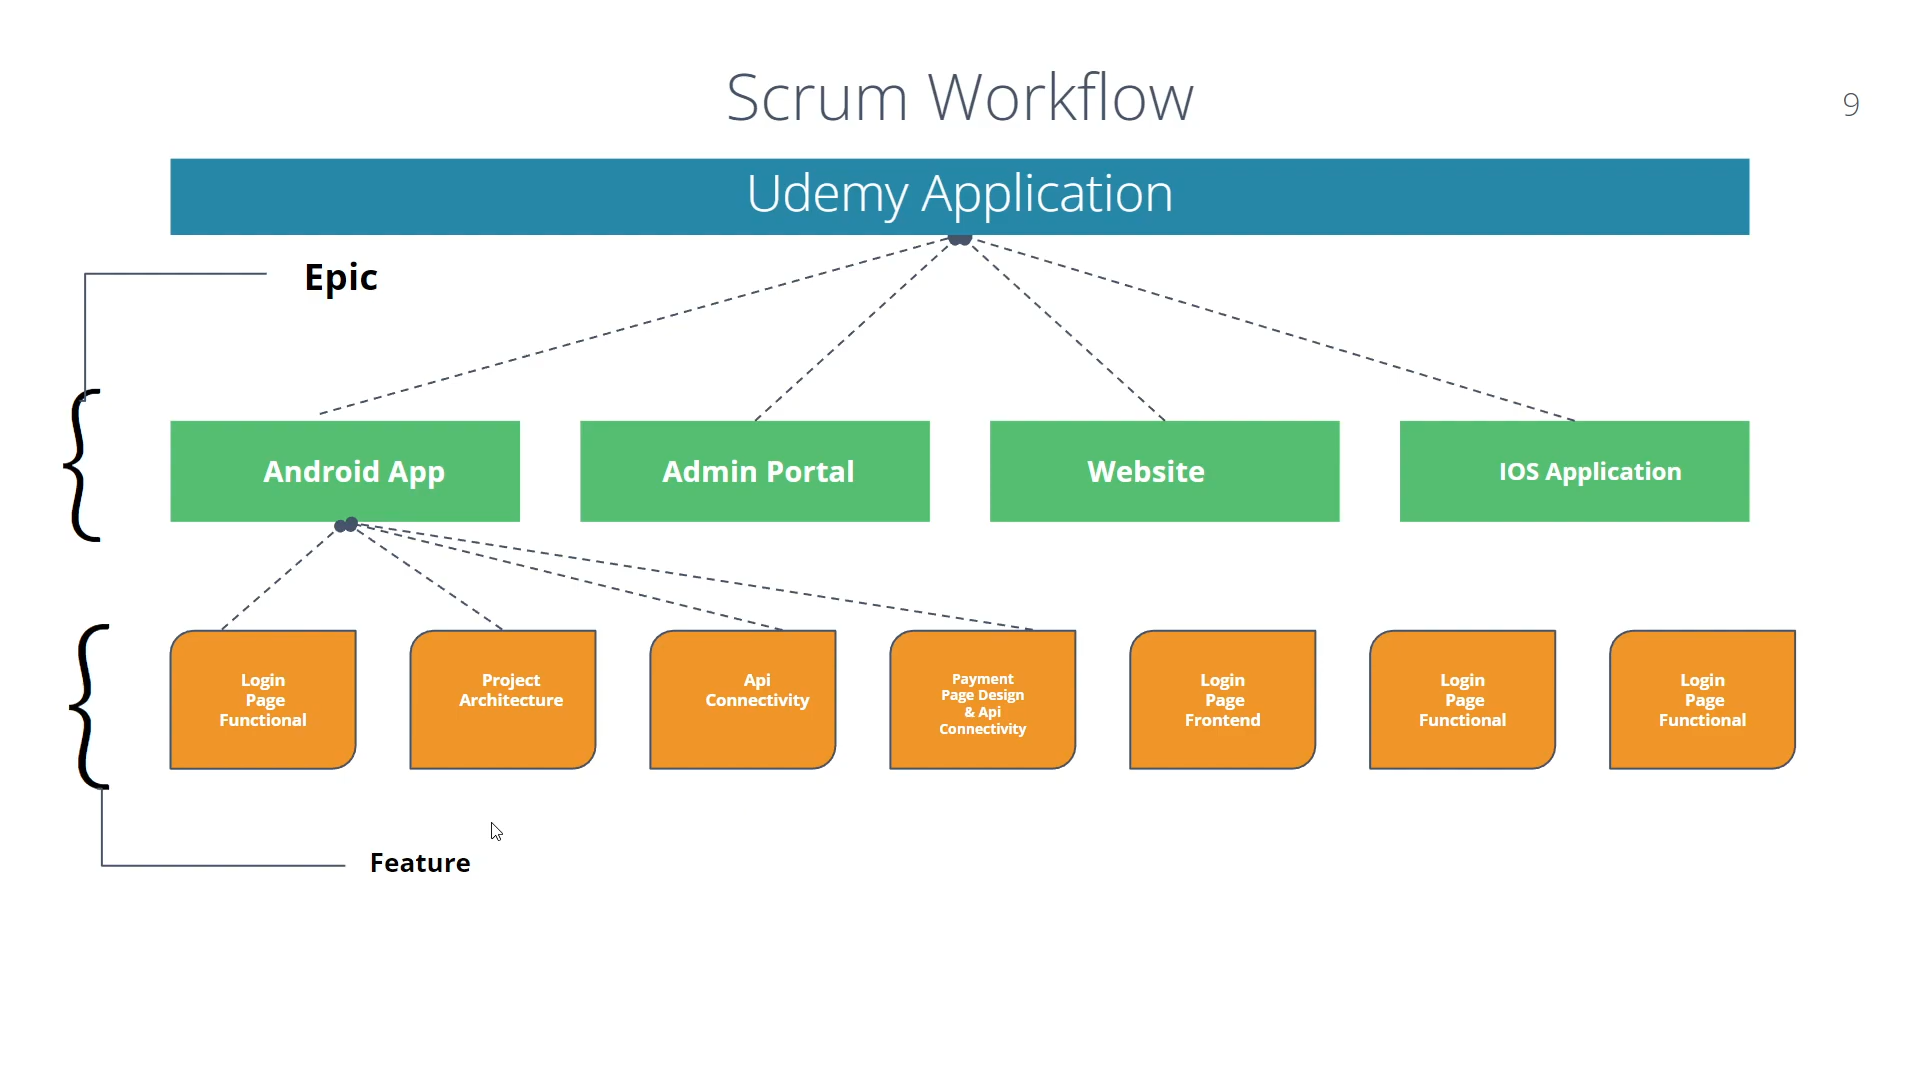 Scrum Workflow
9
Udemy Application
Epic
Android App
Admin Portal
Website
IOS Application
Login
Page
Functional
Project
Architecture
Api
Connectivity
Payment
Page Design
& Api
Connectivity
Login
Page
Frontend
Login
Page
Functional
Login
Page
Functional
Feature